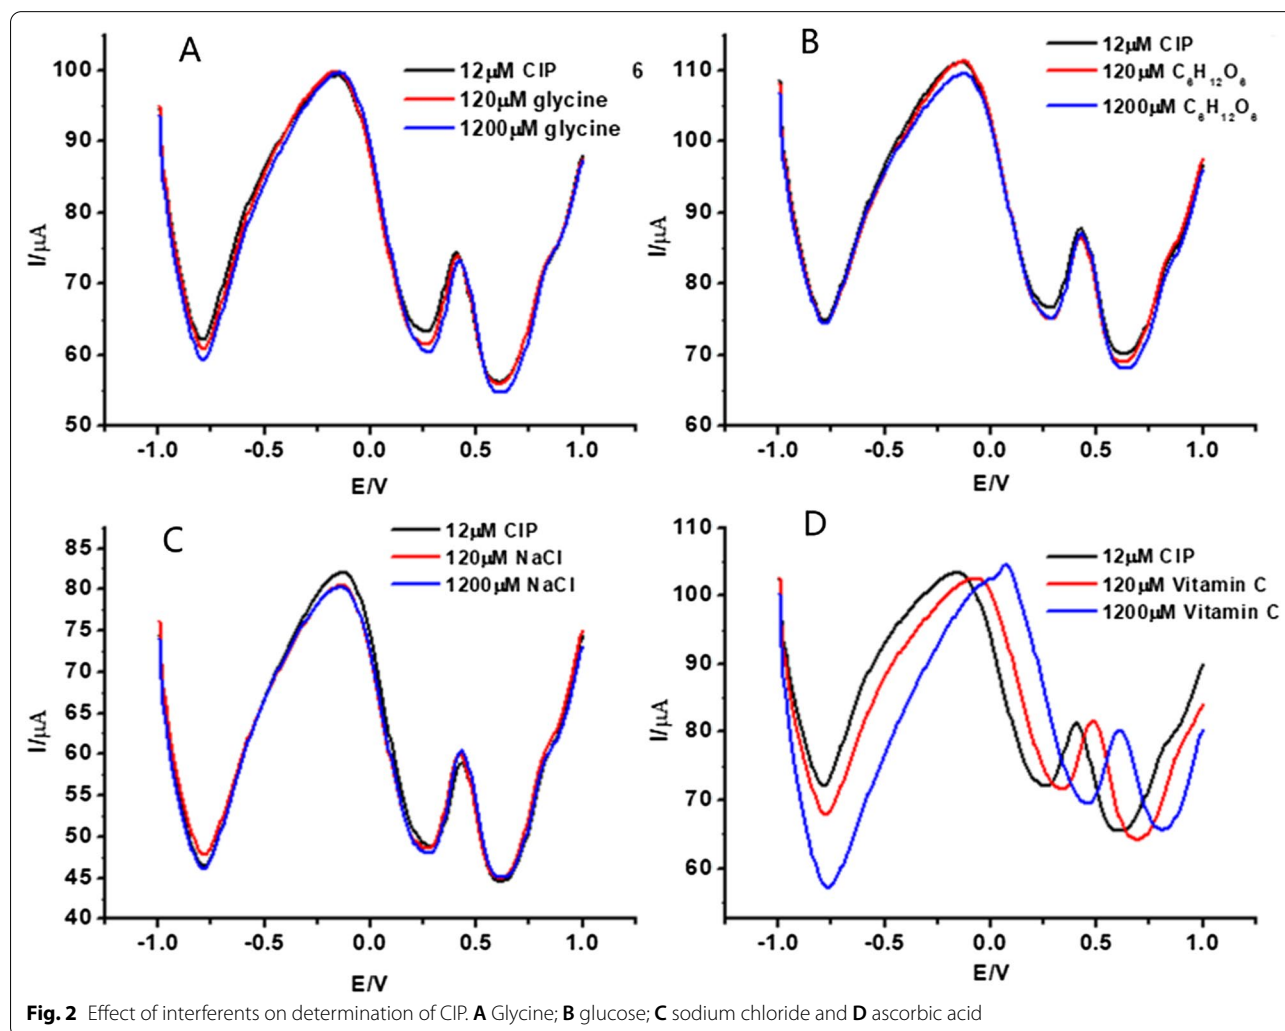 A
12μM CIP 6
120μM glycine
1200μM glycine
100
90
80
70
60
50
I/μA
-1.0 -0.5 0.0 0.5 1.0
E/V
B
12μM CIP
120μM C₆H₁₂O₆
1200μM C₆H₁₂O₆
110
100
90
80
70
60
I/μA
-1.0 -0.5 0.0 0.5 1.0
E/V
C
12μM CIP
120μM NaCl
1200μM NaCl
85
80
75
70
65
60
55
50
45
40
I/μA
-1.0 -0.5 0.0 0.5 1.0
E/V
D
12μM CIP
120μM Vitamin C
1200μM Vitamin C
110
100
90
80
70
60
I/μA
-1.0 -0.5 0.0 0.5 1.0
E/V
Fig. 2 Effect of interferents on determination of CIP. A Glycine; B glucose; C sodium chloride and D ascorbic acid